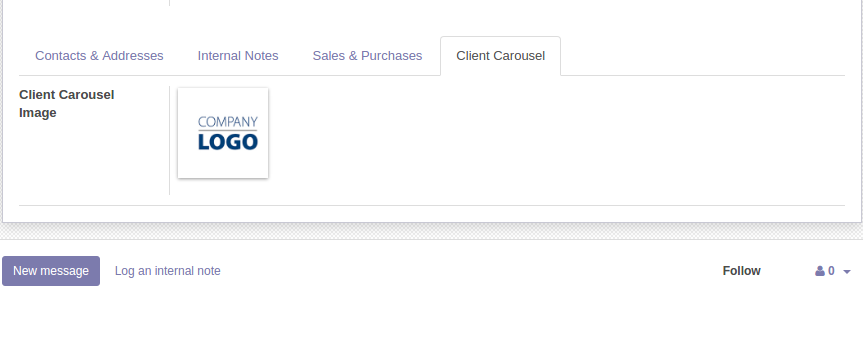 Contacts & Addresses Internal Notes Sales & Purchases Client Carousel
Client Carousel
Image
COMPANY
LOGO
New message Log an internal note Follow 0